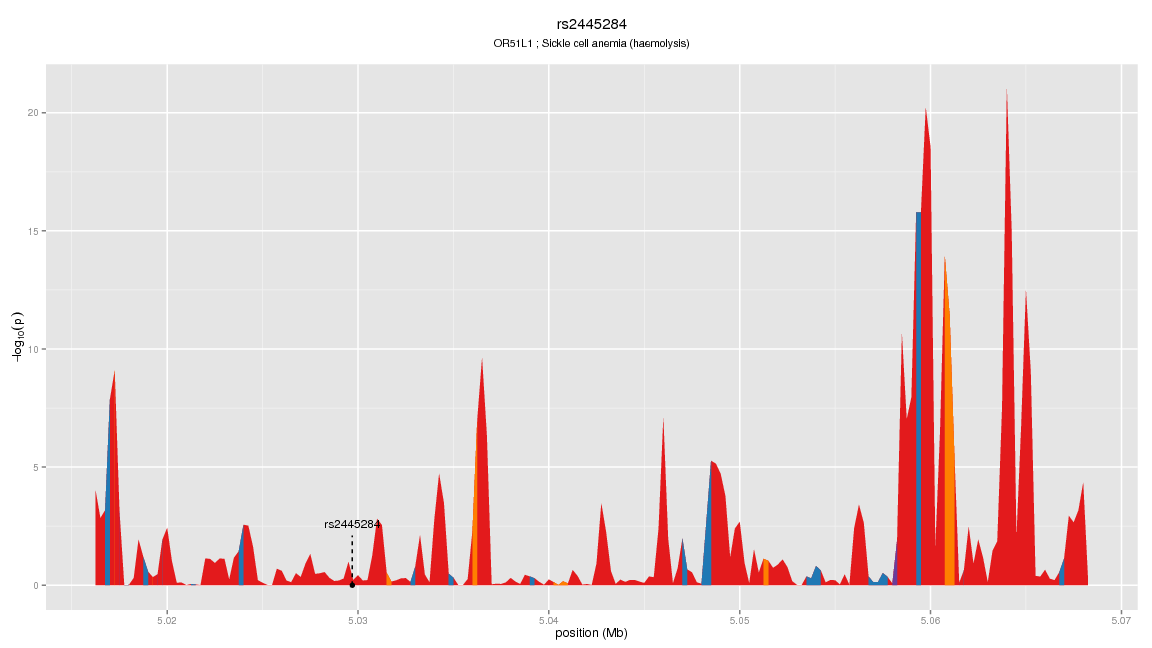 rs2445284
OR51L1 ; Sickle cell anemia (haemolysis)
20
15
10
5
0
−log10(p)
rs2445284
5.02 5.03 5.04 5.05 5.06 5.07
position (Mb)